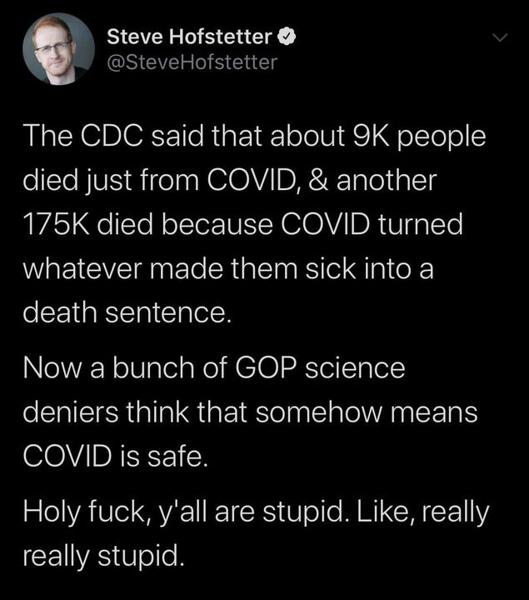 Steve Hofstetter
@SteveHofstetter
The CDC said that about 9K people
died just from COVID, & another
175K died because COVID turned
whatever made them sick into a
death sentence.
Now a bunch of GOP science
deniers think that somehow means
COVID is safe.
Holy fuck, y'all are stupid. Like, really
really stupid.